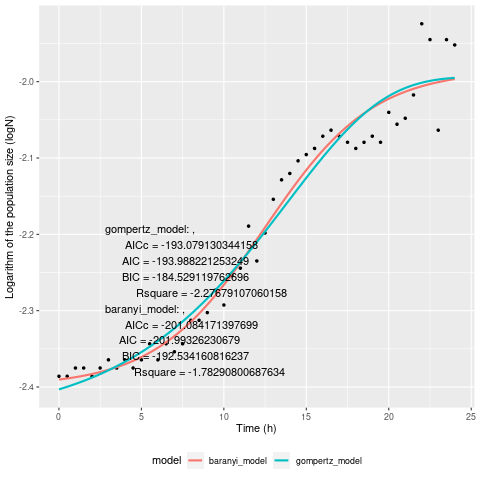 -2.0
-2.1
-2.2
-2.3
-2.4
Logarithm of the population size (logN)
gompertz_model: ,
AICc = -193.079130344158
AIC = -193.988221253249
BIC = -184.529119762696
Rsquare = -2.27679107060158
baranyi_model: ,
AICc = -201.084171397699
AIC = -201.99326230679
BIC = -192.534160816237
Rsquare = -1.78290800687634
0 5 10 15 20 25
Time (h)
model baranyi_model gompertz_model